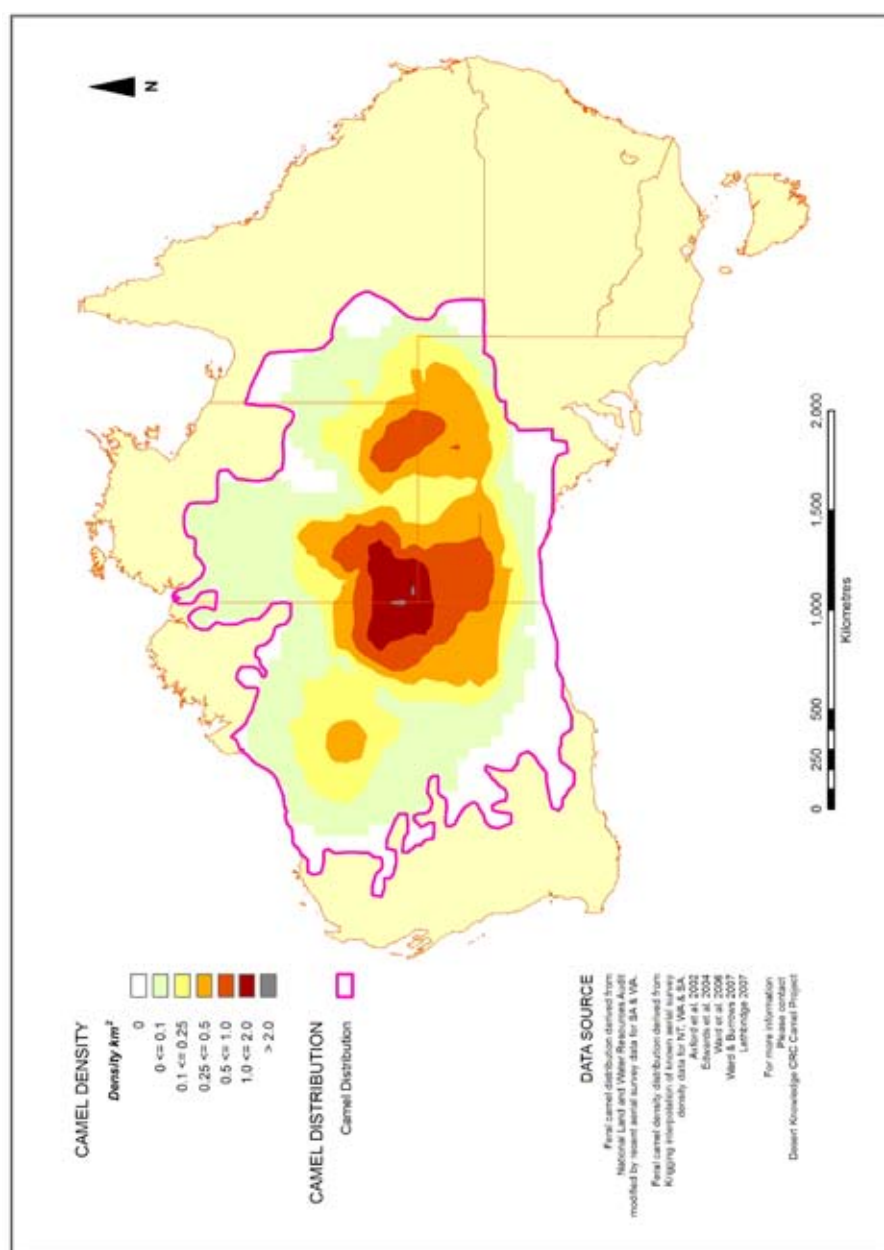 N
CAMEL DENSITY
Density km²
0
0 <= 0.1
0.1 <= 0.25
0.25 <= 0.5
0.5 <= 1.0
1.0 <= 2.0
> 2.0
CAMEL DISTRIBUTION
Camel Distribution
DATA SOURCE
Feral camel distribution derived from
National Land and Water Resources Audit
modified by recent aerial survey data for SA & WA.
Feral camel density distribution derived from
Krigging interpolation of known aerial survey
density data for NT, WA & SA.
Axford et al. 2002
Edwards et al. 2004
Ward et al. 2006
Ward & Burrows 2007
Lethbridge 2007
For more information
Please contact
Desert Knowledge CRC Camel Project
0 250 500 1,000 1,500 2,000
Kilometres